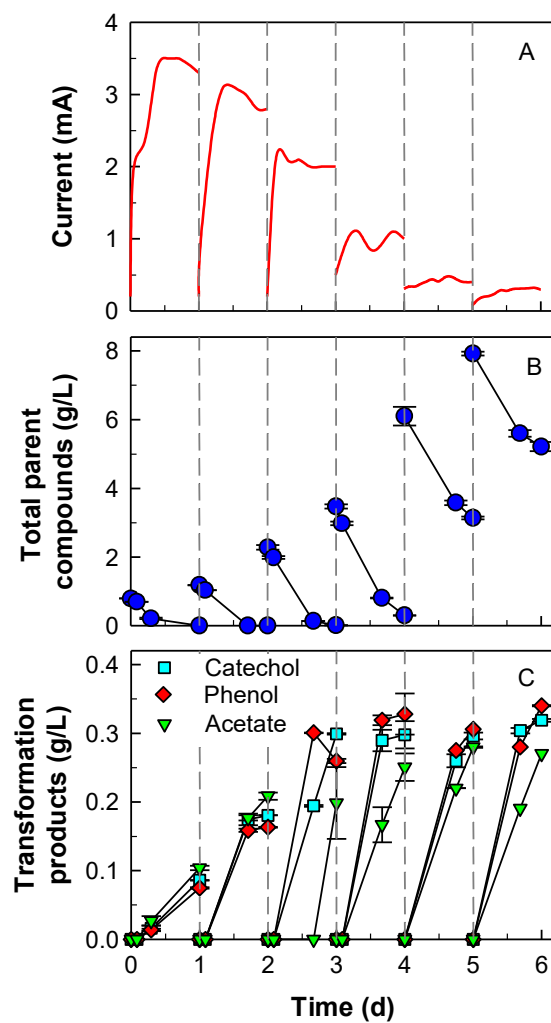 A
4
3
2
1
0
Current (mA)
B
8
6
4
2
0
Total parent
compounds (g/L)
C
Catechol
Phenol
Acetate
0.4
0.3
0.2
0.1
0.0
Transformation
products (g/L)
0 1 2 3 4 5 6
Time (d)